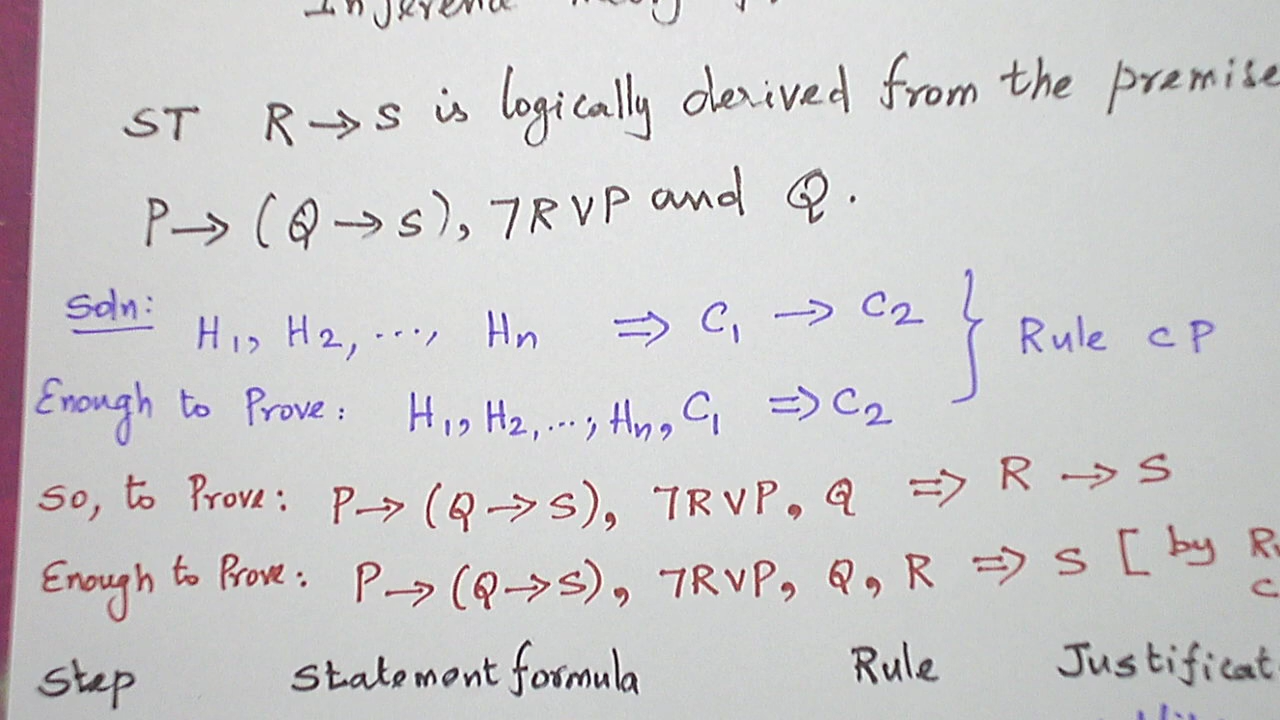 ST R → S is logically derived from the premise
P → (Q → S), ７R V P and Q.
Soln: H1, H2, ..., Hn ⇒ C1 → C2 } Rule CP
Enough to Prove: H1, H2, ...; Hn, C1 ⇒ C2
So, to Prove: P → (Q → S), ７R V P, Q ⇒ R → S
Enough to Prove: P → (Q → S), ７R V P, Q, R ⇒ S [ by
Step Statement formula Rule Justificat